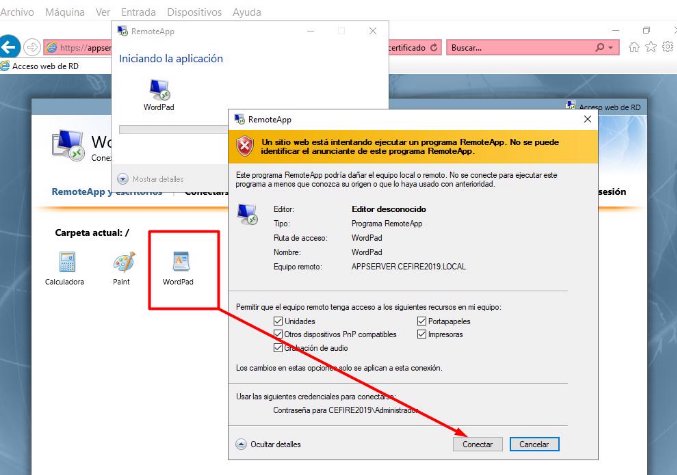 Archivo Máquina Ver Entrada Dispositivos Ayuda
RemoteApp
https://appser
certificado
Buscar...
Acceso web de RD
Iniciando la aplicación
WordPad
Mostrar detalles
Acceso web de RD
Wo
Cone
RemoteApp y escritorios
Conectars
sesión
Carpeta actual: /
Calculadora
Paint
WordPad
RemoteApp
Un sitio web está intentando ejecutar un programa RemoteApp. No se puede
identificar el anunciante de este programa RemoteApp.
Este programa RemoteApp podría dañar el equipo local o remoto. No se conecte para ejecutar este
programa a menos que conozca su origen o que lo haya usado con anterioridad.
Editor: Editor desconocido
Tipo: Programa RemoteApp
Ruta de acceso: WordPad
Nombre: WordPad
Equipo remoto: APPSERVER.CEFIRE2019.LOCAL
Permitir que el equipo remoto tenga acceso a los siguientes recursos en mi equipo:
Unidades Portapapeles
Otros dispositivos PnP compatibles Impresoras
Grabación de audio
Los cambios en estas opciones solo se aplican a esta conexión.
Usar las siguientes credenciales para conectarse:
Contraseña para CEFIRE2019\Administrador
Ocultar detalles
Conectar Cancelar